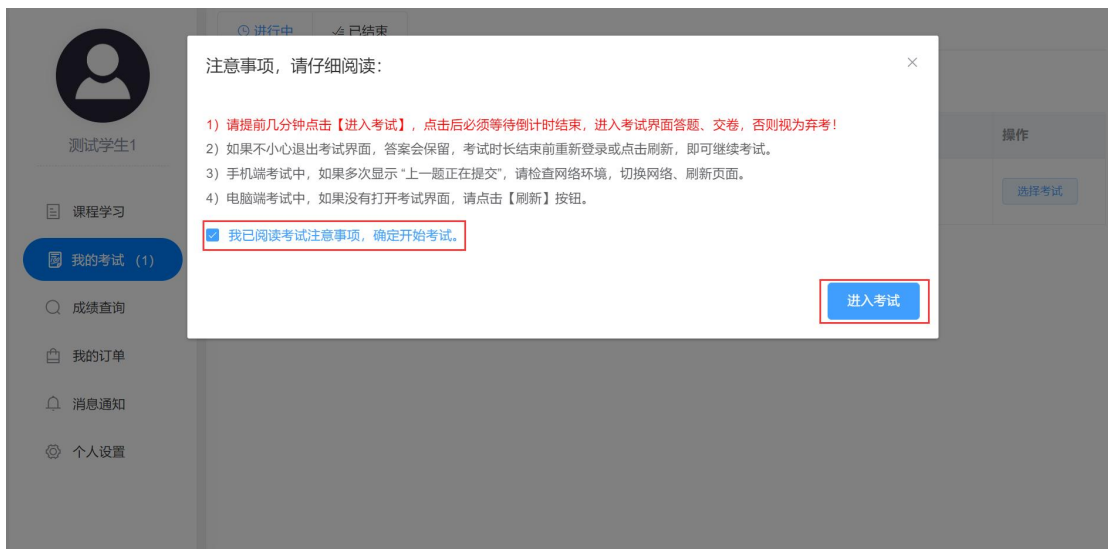 进行中
已结束
注意事项，请仔细阅读：
1）请提前几分钟点击【进入考试】，点击后必须等待倒计时结束，进入考试界面答题、交卷，否则视为弃考！
2）如果不小心退出考试界面，答案会保留，考试时长结束前重新登录或点击刷新，即可继续考试。
3）手机端考试中，如果多次显示“上一题正在提交”，请检查网络环境，切换网络、刷新页面。
4）电脑端考试中，如果没有打开考试界面，请点击【刷新】按钮。
我已阅读考试注意事项，确定开始考试。
进入考试
测试学生1
课程学习
我的考试 (1)
成绩查询
我的订单
消息通知
个人设置
操作
选择考试